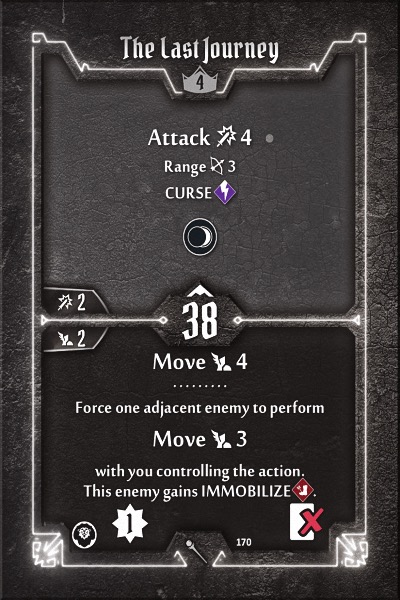 The Last Journey
4
Attack 4
Range 3
CURSE
2
38
2
Move 4
Force one adjacent enemy to perform
Move 3
with you controlling the action.
This enemy gains IMMOBILIZE.
1
170